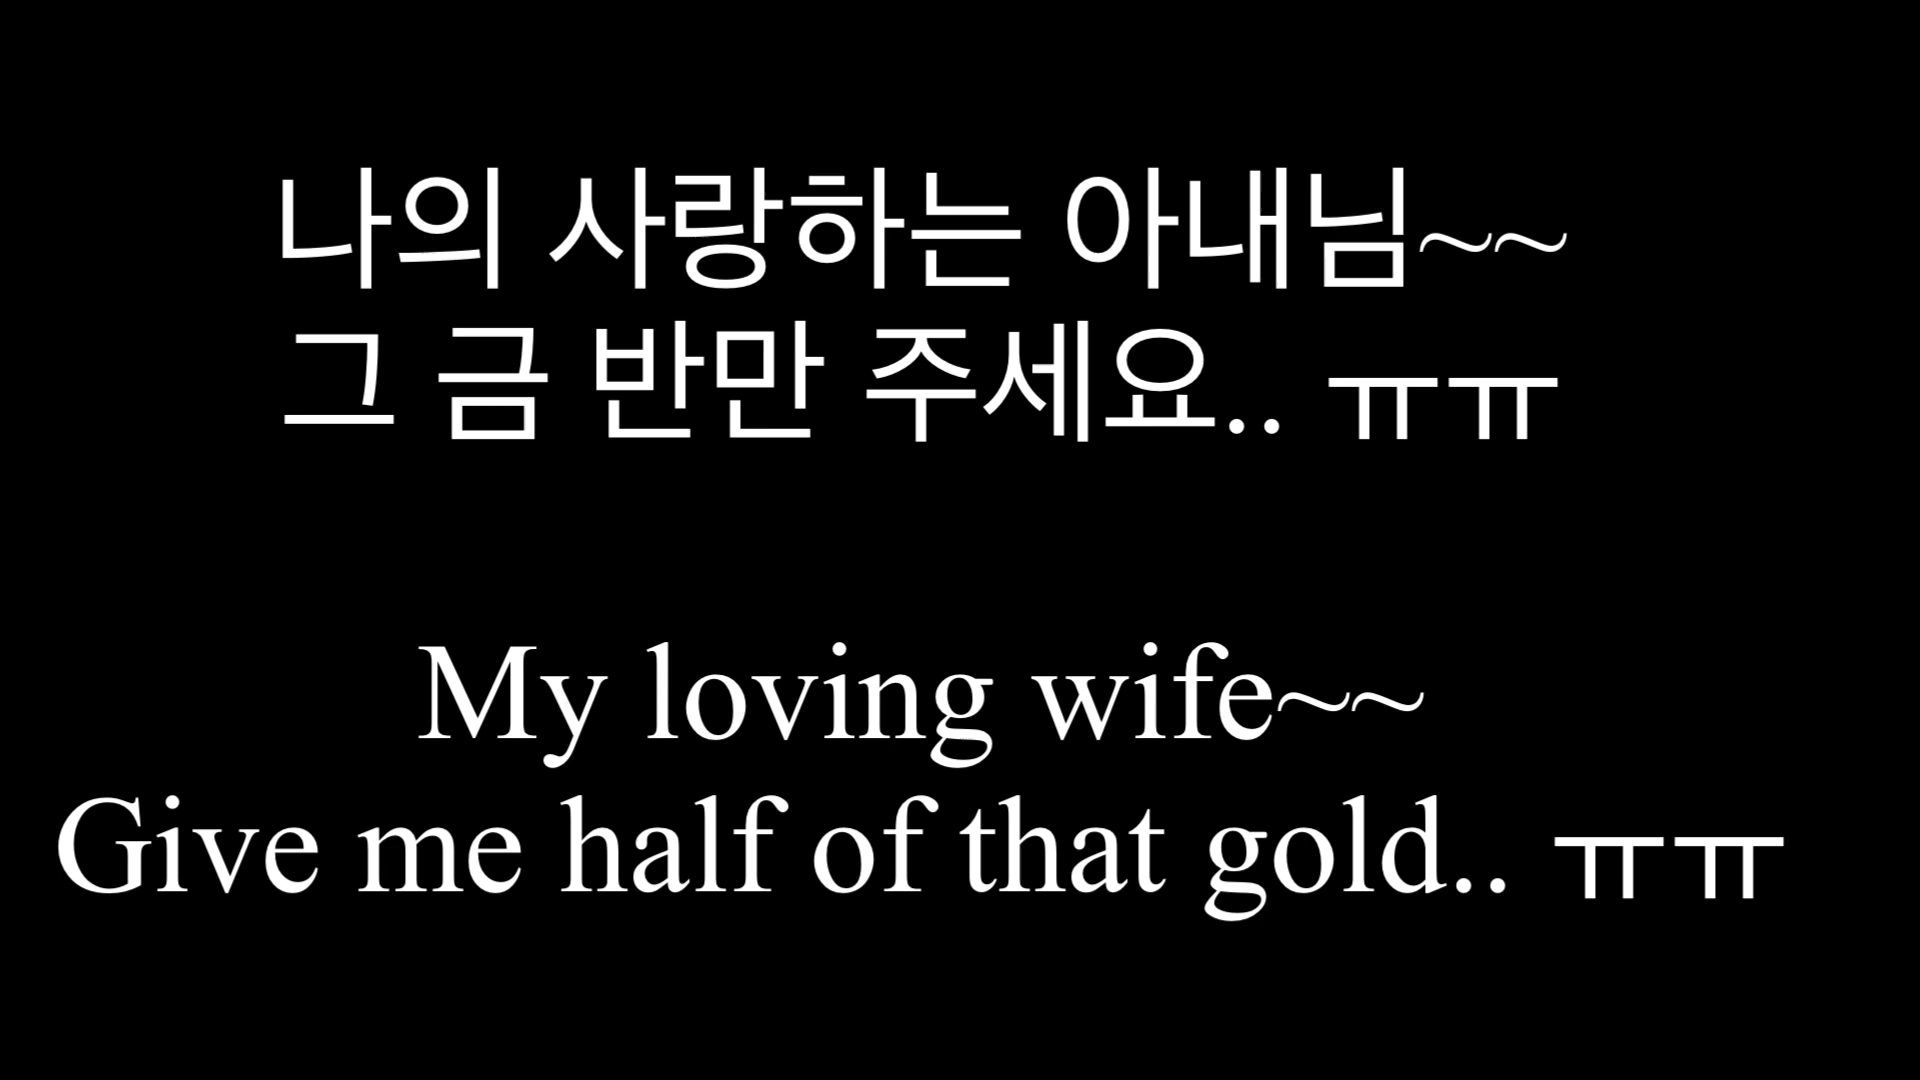 나의 사랑하는 아내님~~
그 금 반만 주세요.. ㅠㅠ
My loving wife~~
Give me half of that gold.. ㅠㅠ